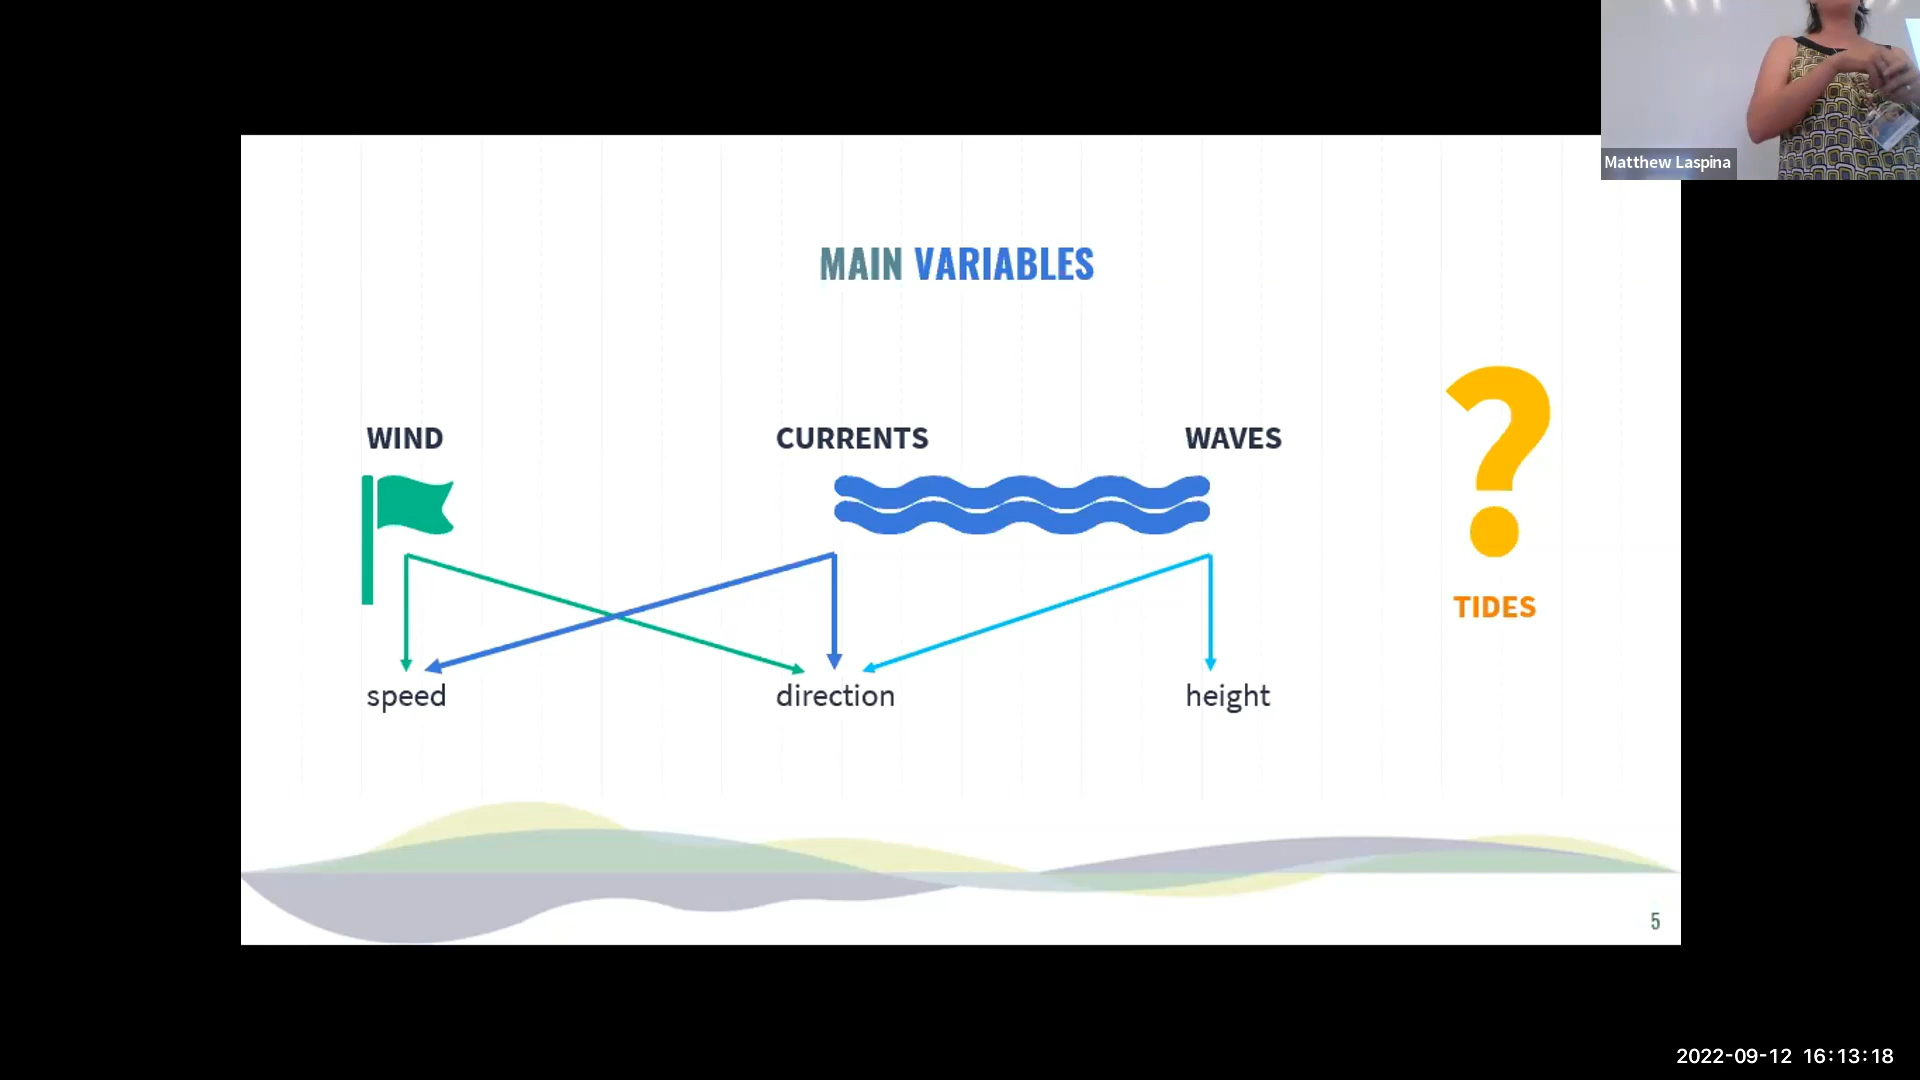 Matthew Laspina
MAIN VARIABLES
WIND
CURRENTS
WAVES
TIDES
speed
direction
height
5
2022-09-12 16:13:18